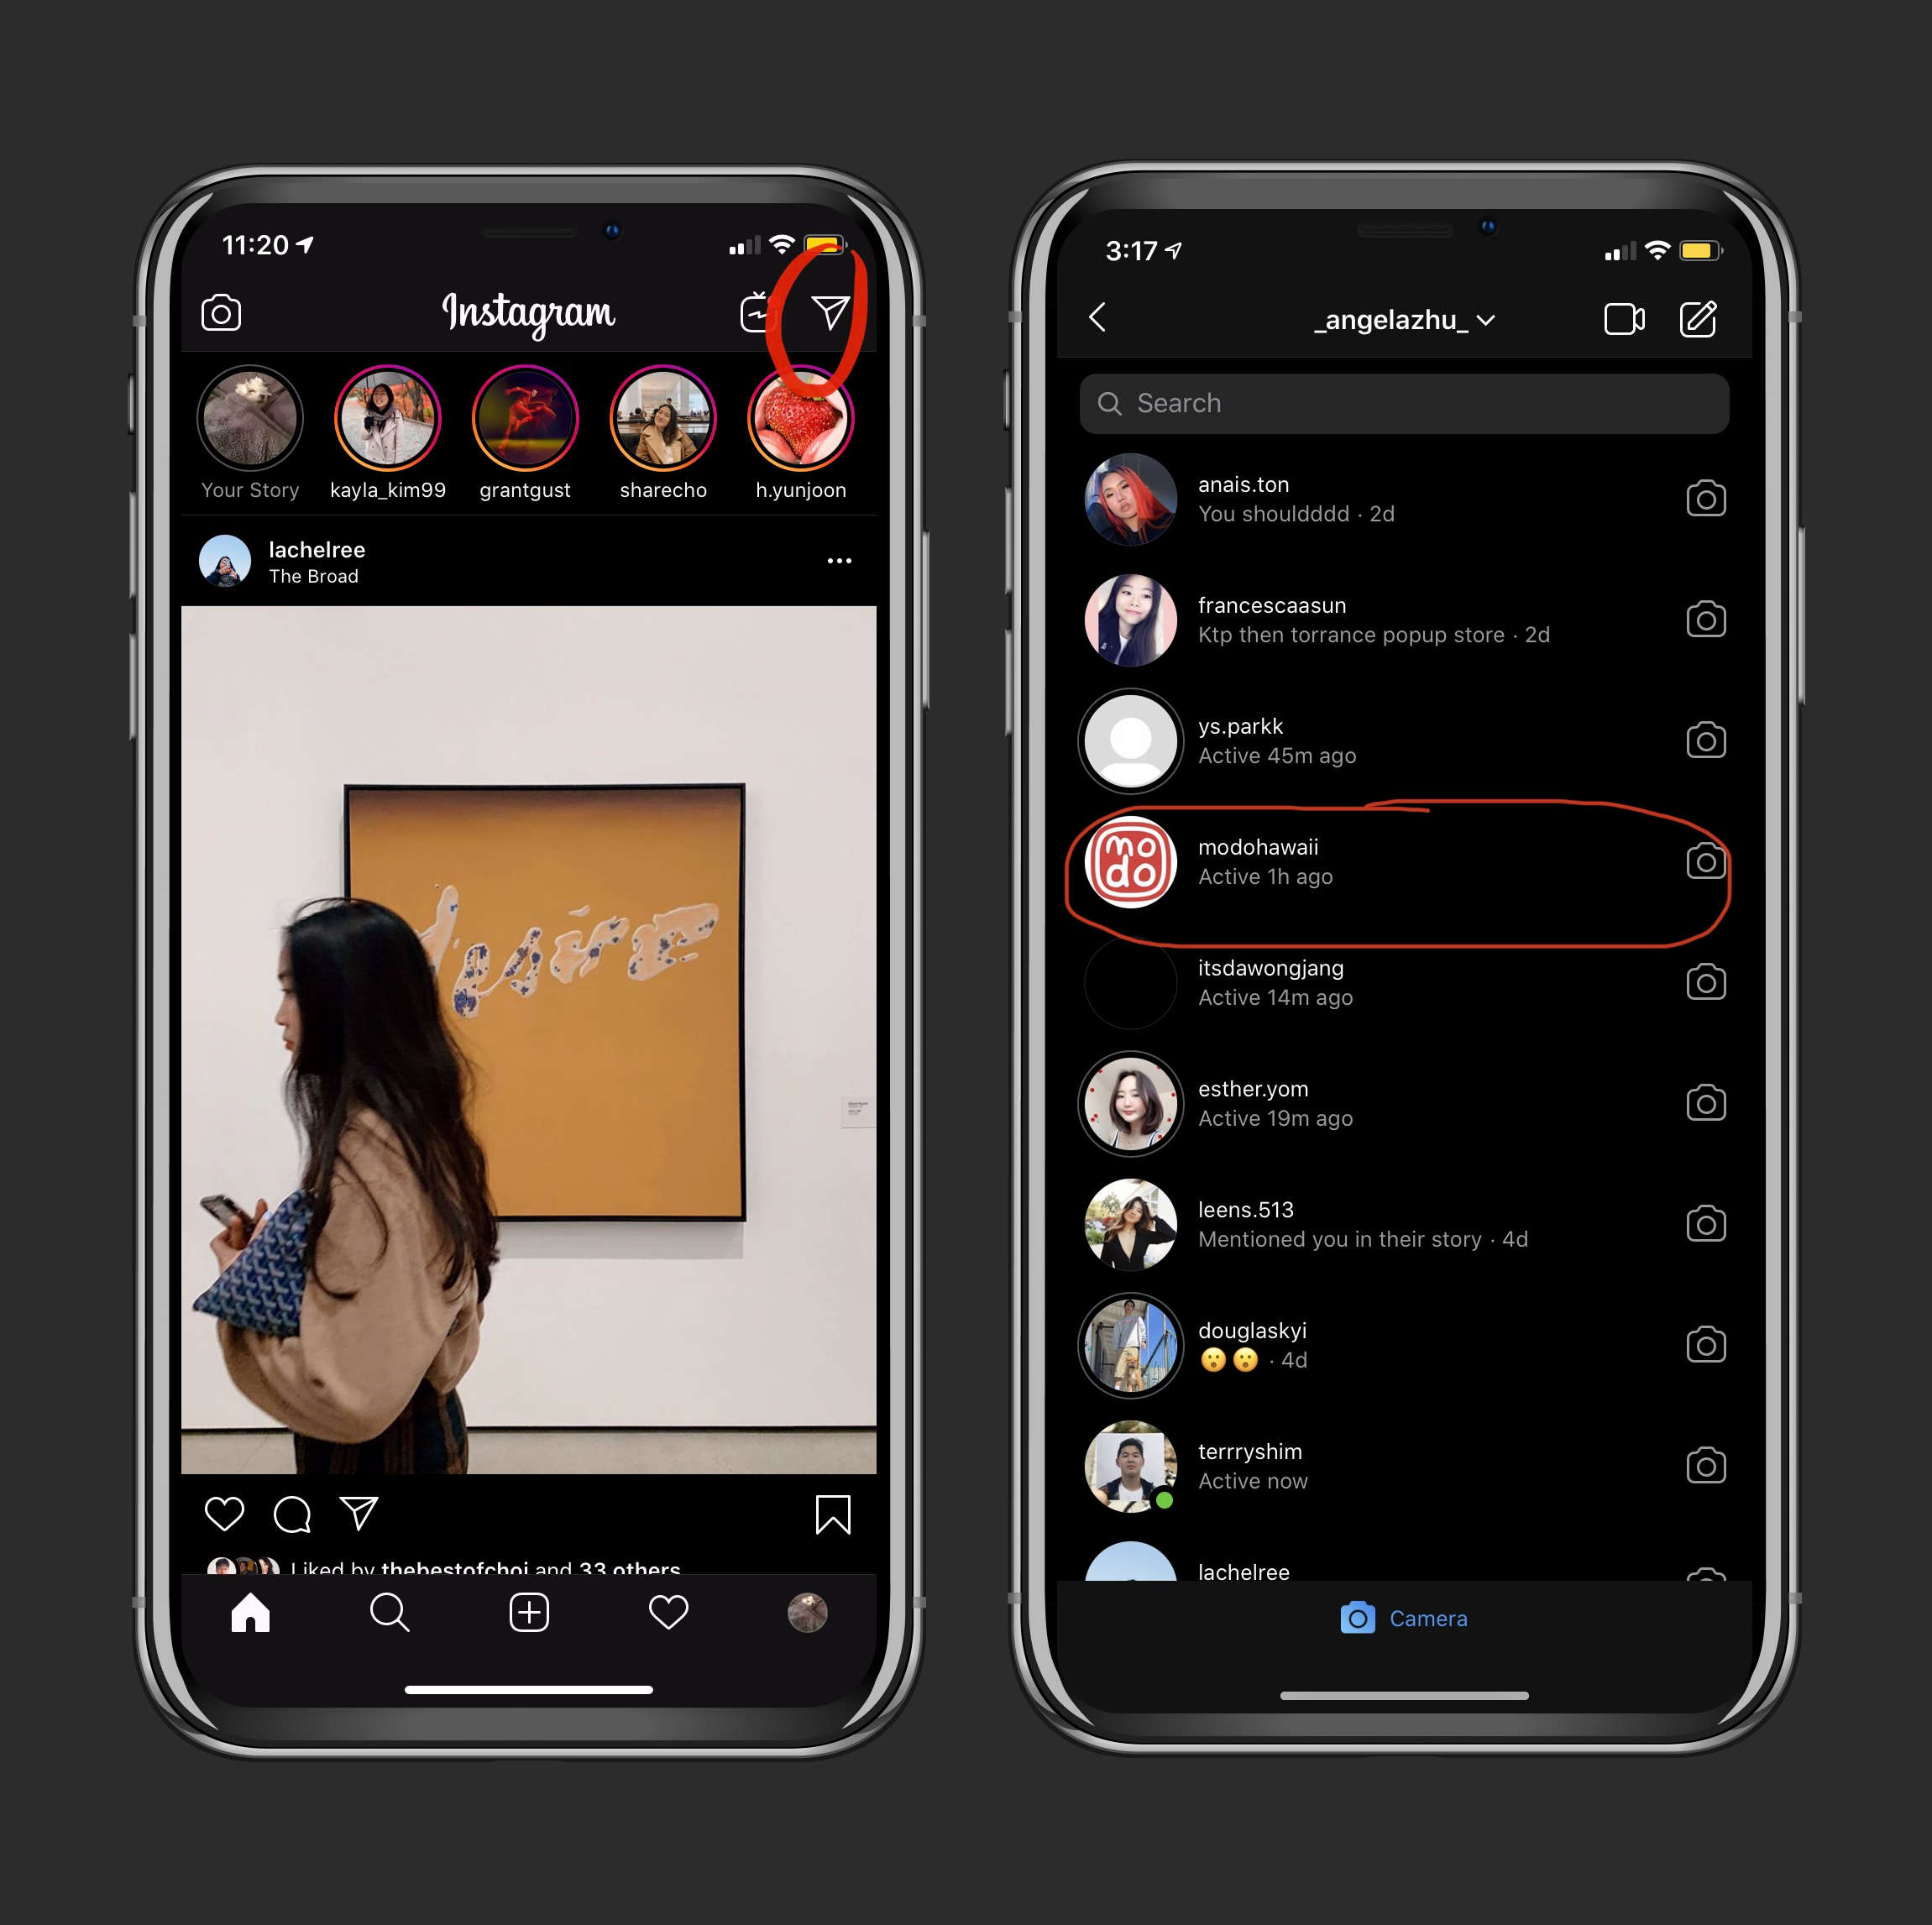 11:20
Instagram
Your Story
kayla_kim99
grantgust
sharecho
h.yunjoon
lachelree
The Broad
desire
Liked by thebestofchoi and 33 others
3:17
_angelazhu_
Search
anais.ton
You shouldddd · 2d
francescaasun
Ktp then torrance popup store · 2d
ys.parkk
Active 45m ago
mo
do
modohawaii
Active 1h ago
itsdawongjang
Active 14m ago
esther.yom
Active 19m ago
leens.513
Mentioned you in their story · 4d
douglaskyi
😮 😮 · 4d
terrryshim
Active now
lachelree
Camera